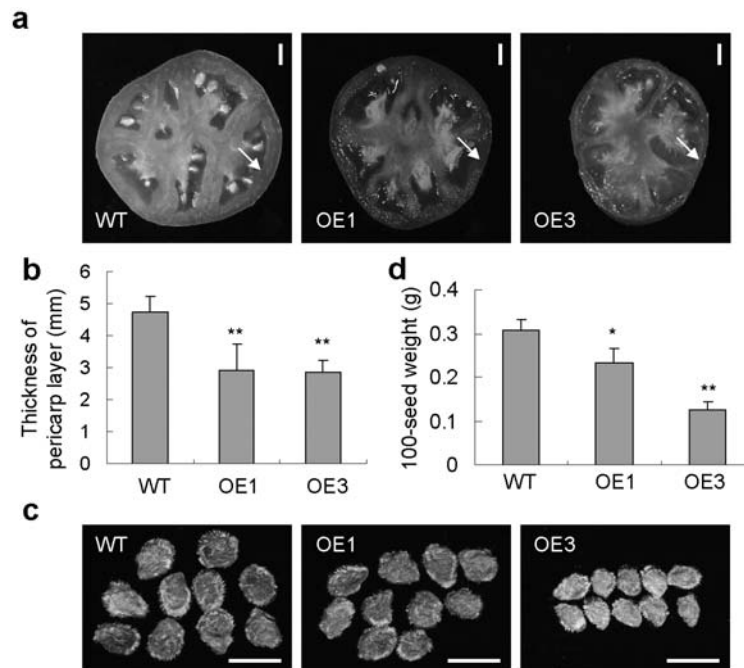 a
WT
OE1
OE3
b
Thickness of
pericarp layer (mm)
6
5
4
3
2
1
0
**
**
WT
OE1
OE3
d
100-seed weight (g)
0.4
0.3
0.2
0.1
0
*
**
WT
OE1
OE3
c
WT
OE1
OE3